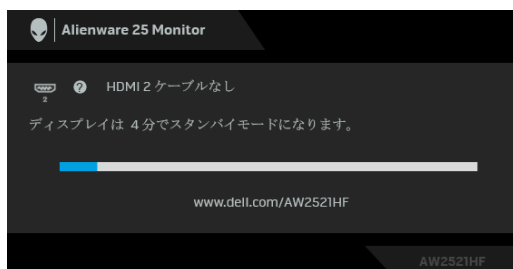 Alienware 25 Monitor
HDMI 2 ケーブルなし
2
ディスプレイは 4 分でスタンバイモードになります。
www.dell.com/AW2521HF
AW2521HF